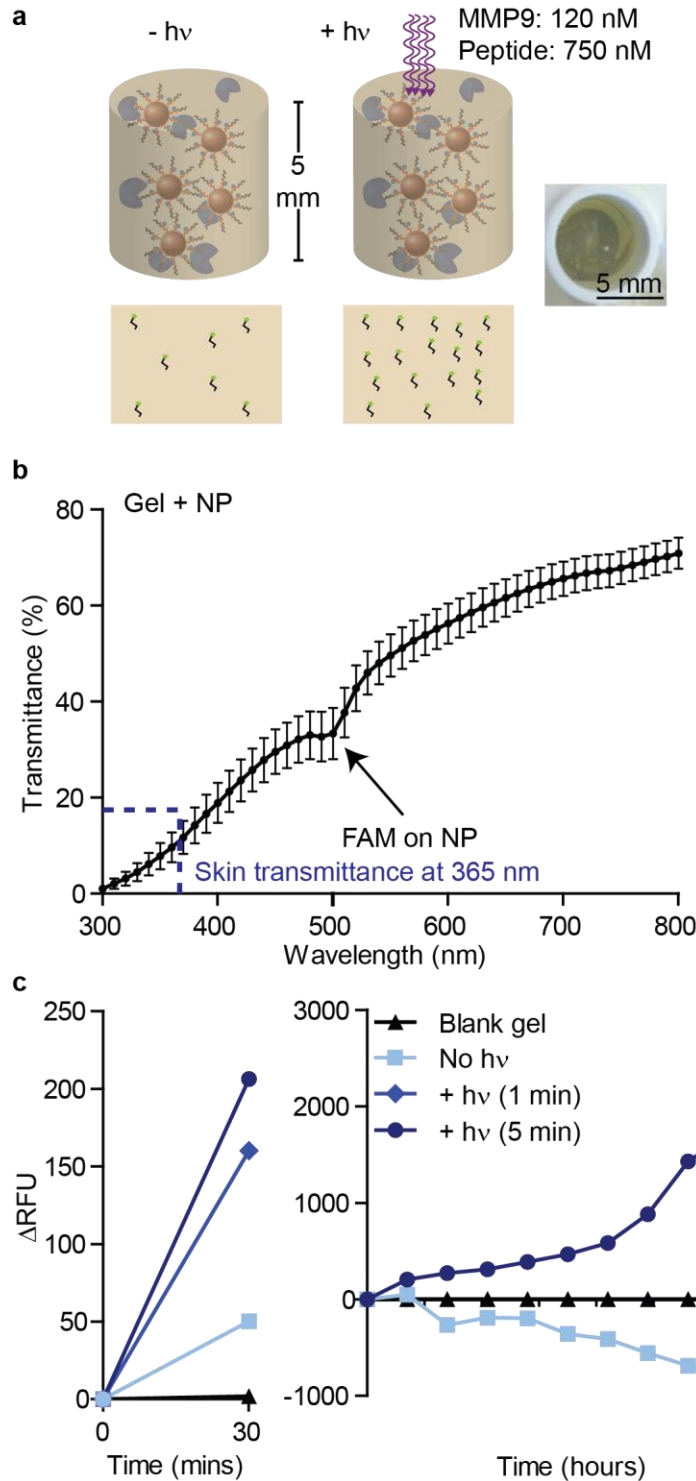 a
- hν
+ hν
MMP9: 120 nM
Peptide: 750 nM
5
mm
5 mm
b
Gel + NP
80
60
40
20
0
Transmittance (%)
FAM on NP
Skin transmittance at 365 nm
300
400
500
600
700
800
Wavelength (nm)
c
250
200
150
100
50
0
ΔRFU
0
30
Time (mins)
3000
2000
1000
0
-1000
Blank gel
No hν
+ hν (1 min)
+ hν (5 min)
Time (hours)